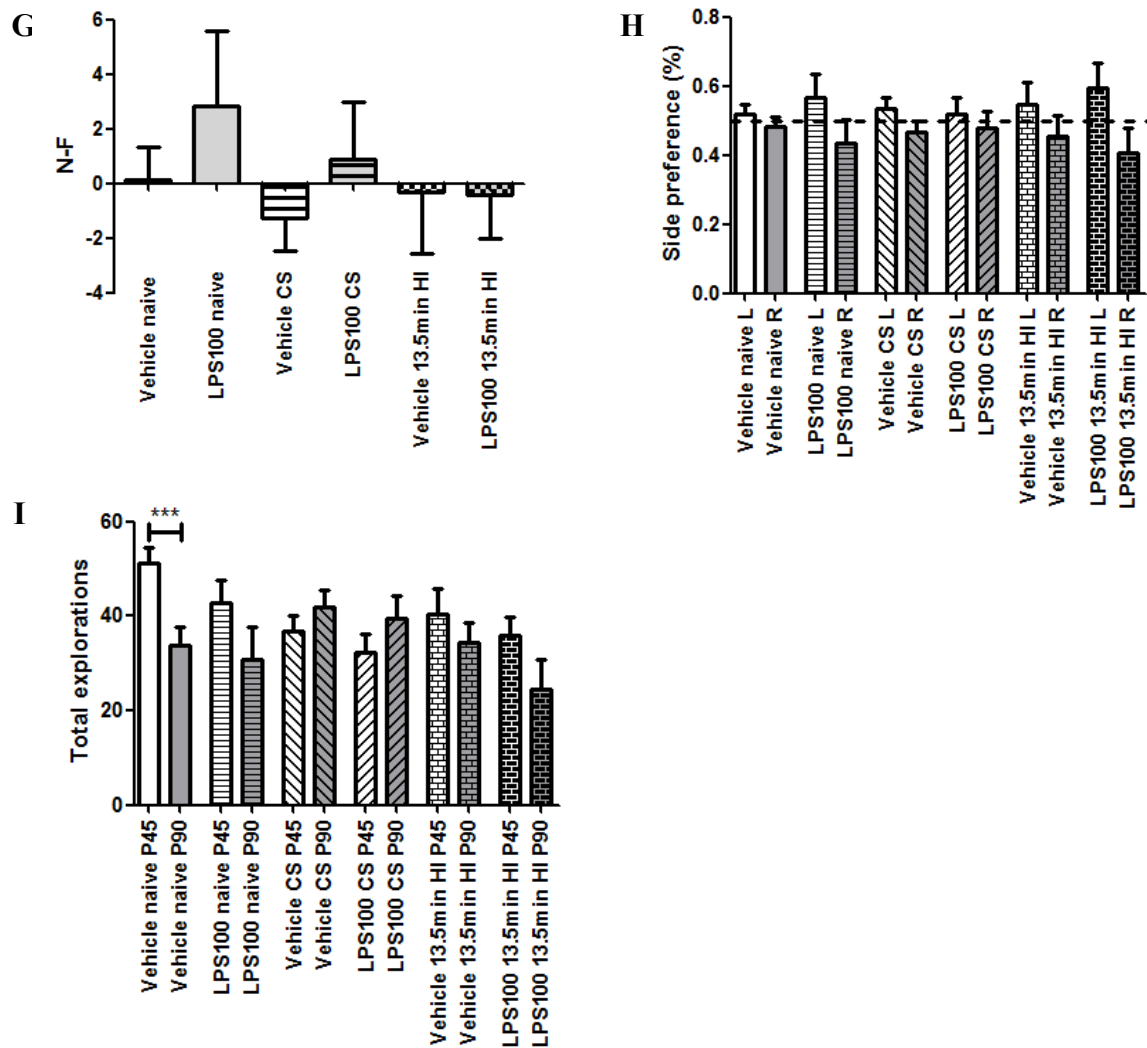 G
N-F
6
4
2
0
-2
-4
Vehicle naive
LPS100 naive
Vehicle CS
LPS100 CS
Vehicle 13.5min HI
LPS100 13.5min HI
H
Side preference (%)
0.8
0.6
0.4
0.2
0.0
Vehicle naive L
Vehicle naive R
LPS100 naive L
LPS100 naive R
Vehicle CS L
Vehicle CS R
LPS100 CS L
LPS100 CS R
Vehicle 13.5min HI L
Vehicle 13.5min HI R
LPS100 13.5min HI L
LPS100 13.5min HI R
I
Total explorations
60
40
20
0
***
Vehicle naive P45
Vehicle naive P90
LPS100 naive P45
LPS100 naive P90
Vehicle CS P45
Vehicle CS P90
LPS100 CS P45
LPS100 CS P90
Vehicle 13.5min HI P45
Vehicle 13.5min HI P90
LPS100 13.5min HI P45
LPS100 13.5min HI P90